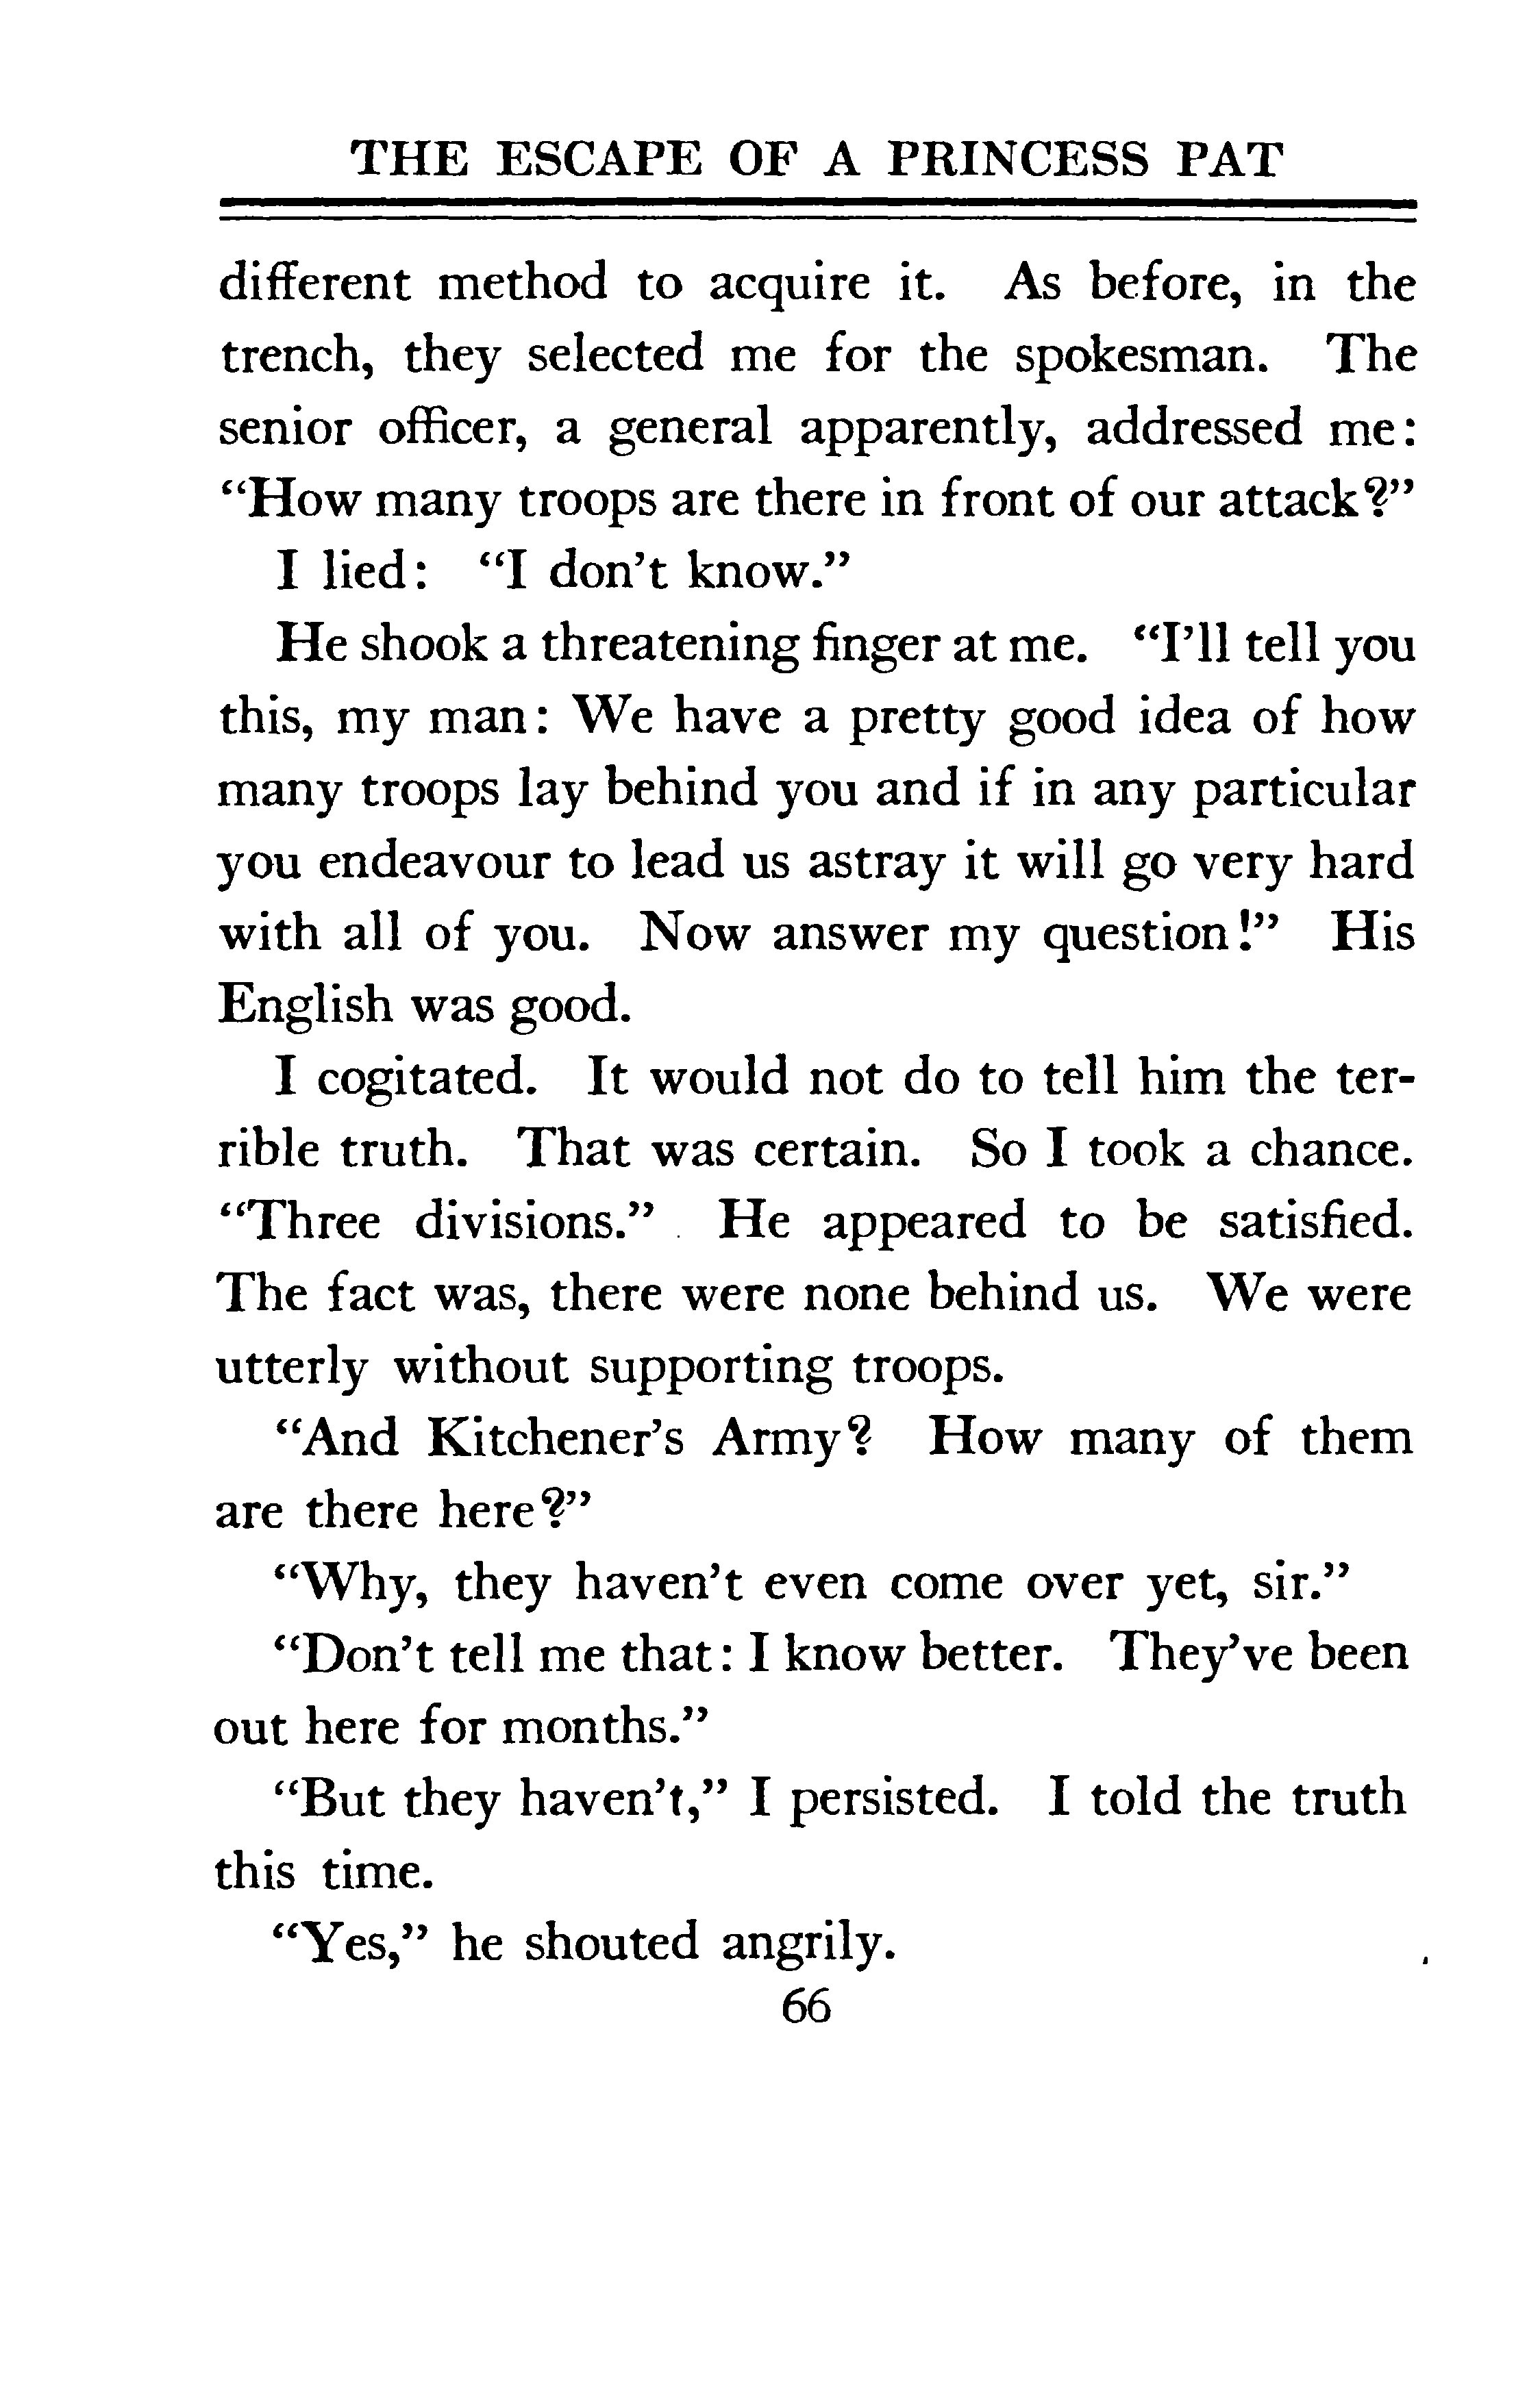 THE ESCAPE OF A PRINCESS PAT
different method to acquire it. As before, in the
trench, they selected me for the spokesman. The
senior officer, a general apparently, addressed me:
“How many troops are there in front of our attack?”
I lied: “I don’t know.”
He shook a threatening finger at me. “I’ll tell you
this, my man: We have a pretty good idea of how
many troops lay behind you and if in any particular
you endeavour to lead us astray it will go very hard
with all of you. Now answer my question!” His
English was good.
I cogitated. It would not do to tell him the ter-
rible truth. That was certain. So I took a chance.
“Three divisions.” He appeared to be satisfied.
The fact was, there were none behind us. We were
utterly without supporting troops.
“And Kitchener’s Army? How many of them
are there here?”
“Why, they haven’t even come over yet, sir.”
“Don’t tell me that: I know better. They’ve been
out here for months.”
“But they haven’t,” I persisted. I told the truth
this time.
“Yes,” he shouted angrily.
66